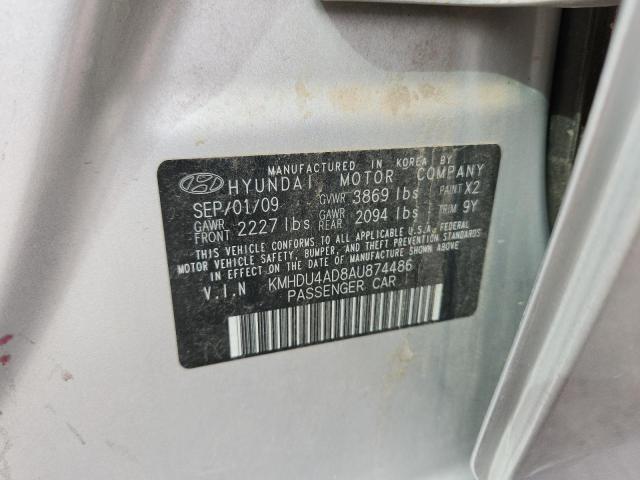 MANUFACTURED IN KOREA BY
HYUNDAI MOTOR COMPANY
SEP/01/09 GVWR 3869 lbs PAINT X2
GAWR FRONT 2227 lbs GAWR REAR 2094 lbs TRIM 9Y
THIS VEHICLE CONFORMS TO ALL APPLICABLE U.S.A. FEDERAL
MOTOR VEHICLE SAFETY, BUMPER, AND THEFT PREVENTION
STANDARDS IN EFFECT ON THE DATE OF MANUFACTURE SHOWN ABOVE.
V.I.N KMHDU4AD8AU874486
PASSENGER CAR